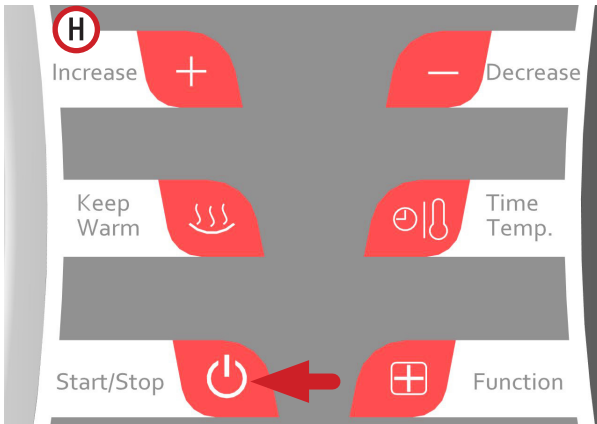 H
Increase
Decrease
Keep
Warm
Time
Temp.
Start/Stop
Function